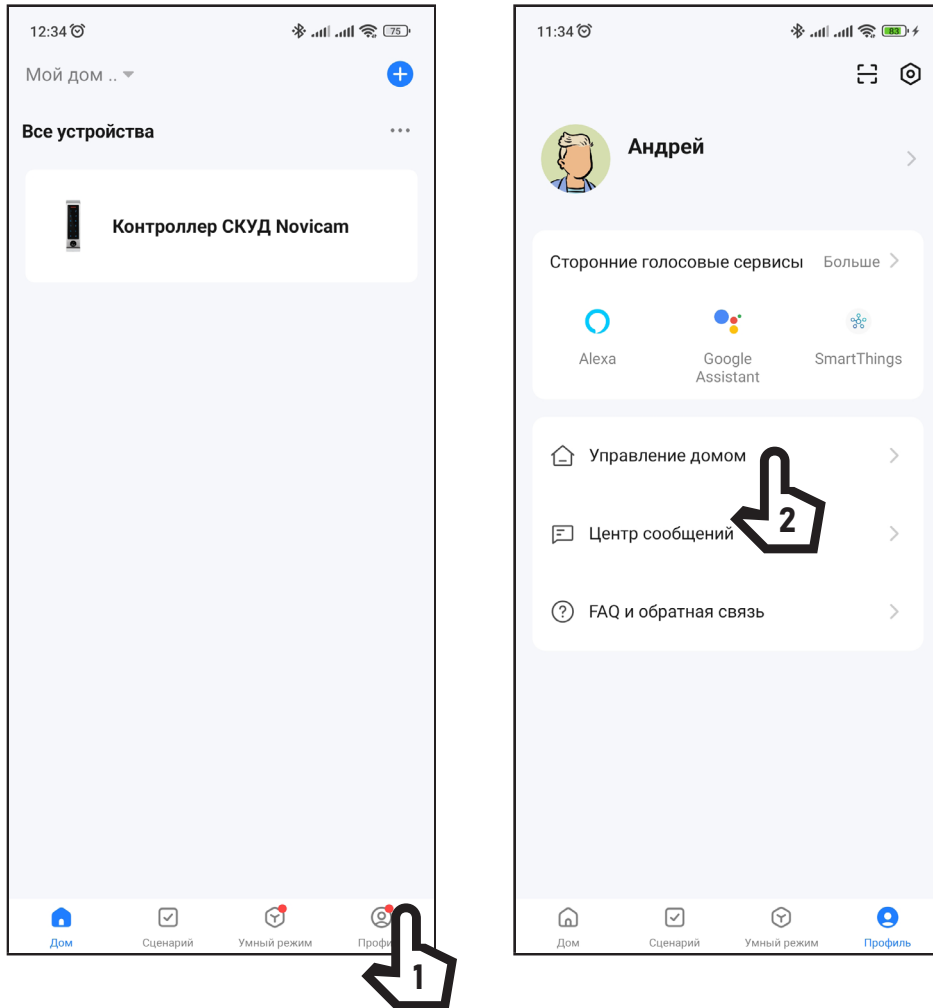 12:34
75
Мой дом ..
Все устройства
...
Контроллер СКУД Novicam
Дом
Сценарий
Умный режим
1
11:34
83
Андрей
Сторонние голосовые сервисы Больше
Alexa
Google
Assistant
SmartThings
Управление домом
2
Центр сообщений
FAQ и обратная связь
Дом
Сценарий
Умный режим
Профиль